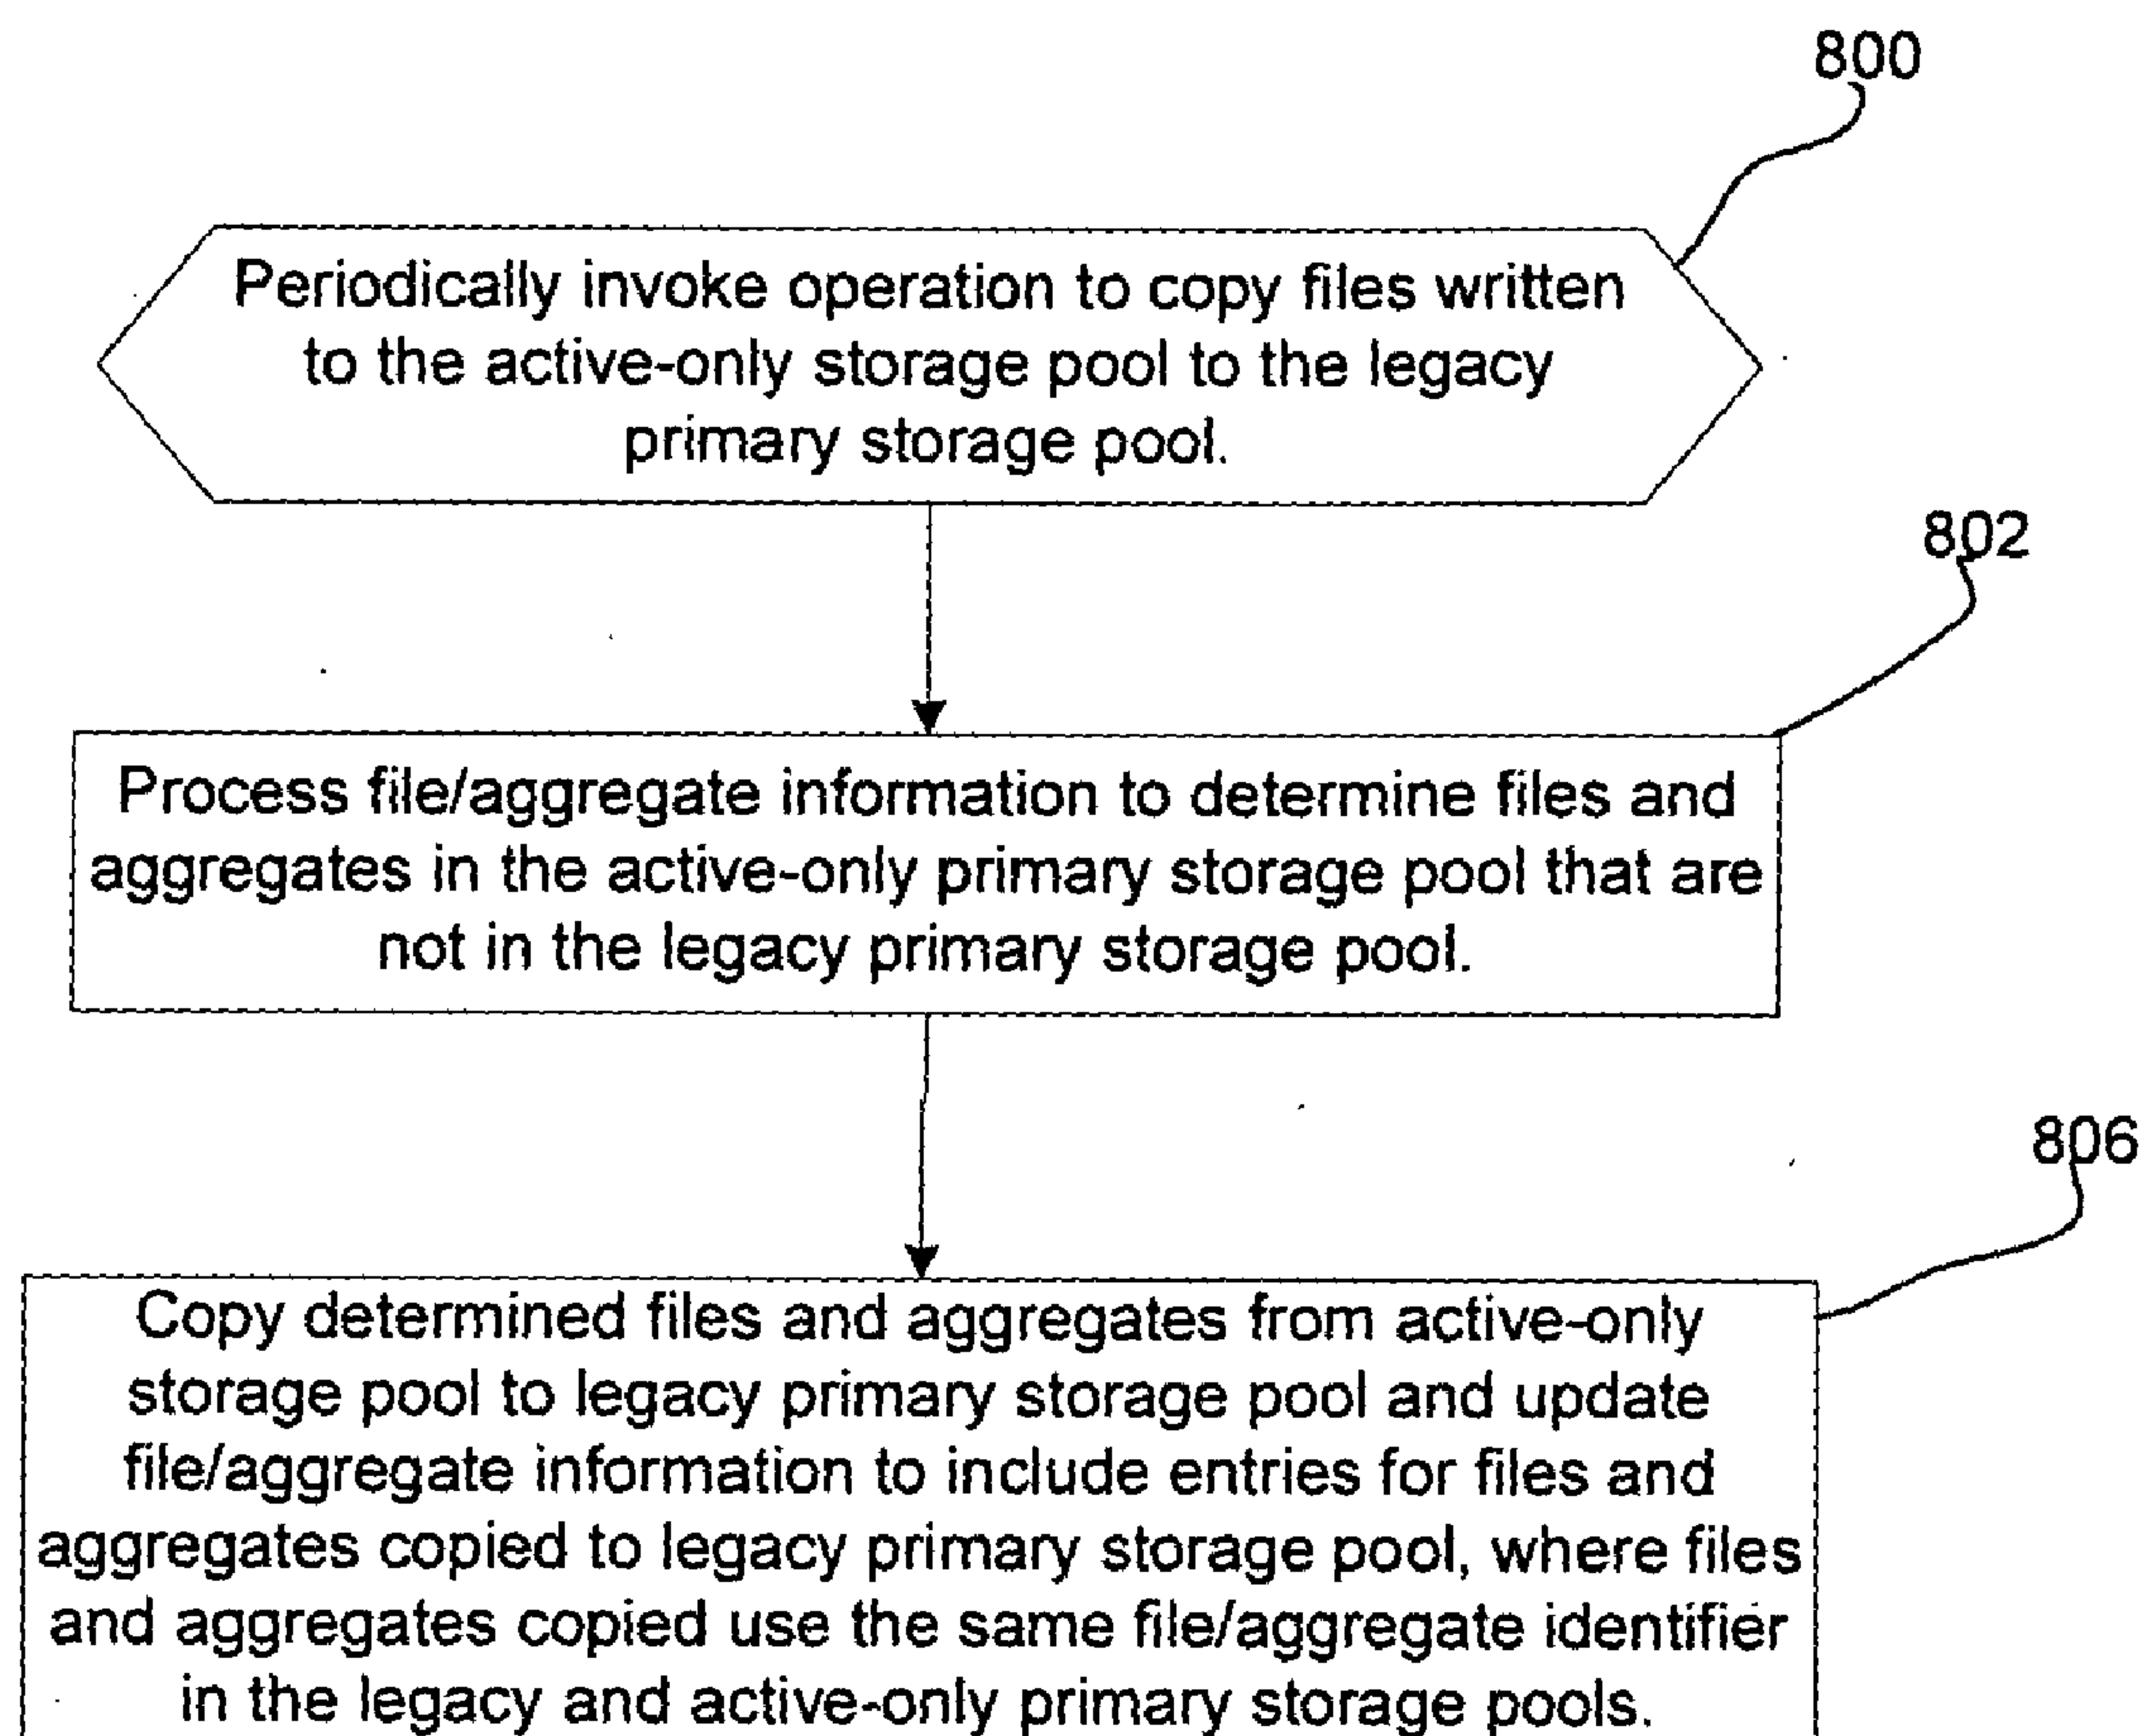 800
Periodically invoke operation to copy files written
to the active-only storage pool to the legacy
primary storage pool.
802
Process file/aggregate information to determine files and
aggregates in the active-only primary storage pool that are
not in the legacy primary storage pool.
806
Copy determined files and aggregates from active-only
storage pool to legacy primary storage pool and update
file/aggregate information to include entries for files and
aggregates copied to legacy primary storage pool, where files
and aggregates copied use the same file/aggregate identifier
in the legacy and active-only primary storage pools.